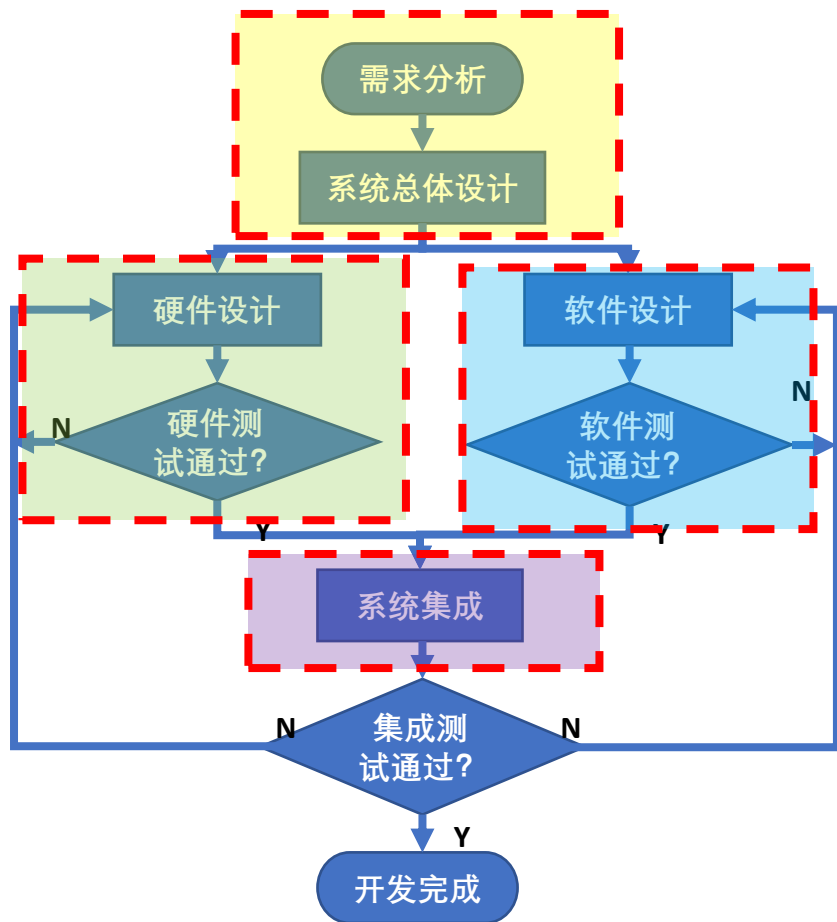 需求分析
系统总体设计
硬件设计
软件设计
N
硬件测
试通过？
N
软件测
试通过？
Y
Y
系统集成
N
集成测
试通过？
N
Y
开发完成